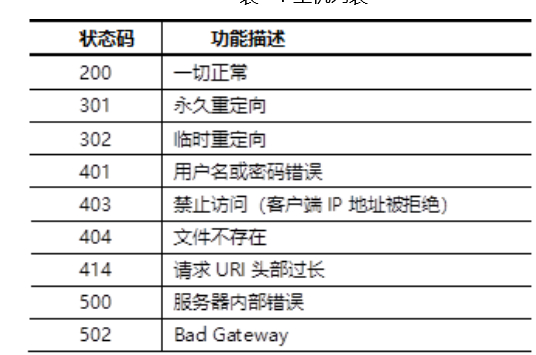 状态码 功能描述
200 一切正常
301 永久重定向
302 临时重定向
401 用户名或密码错误
403 禁止访问（客户端 IP 地址被拒绝）
404 文件不存在
414 请求 URI 头部过长
500 服务器内部错误
502 Bad Gateway